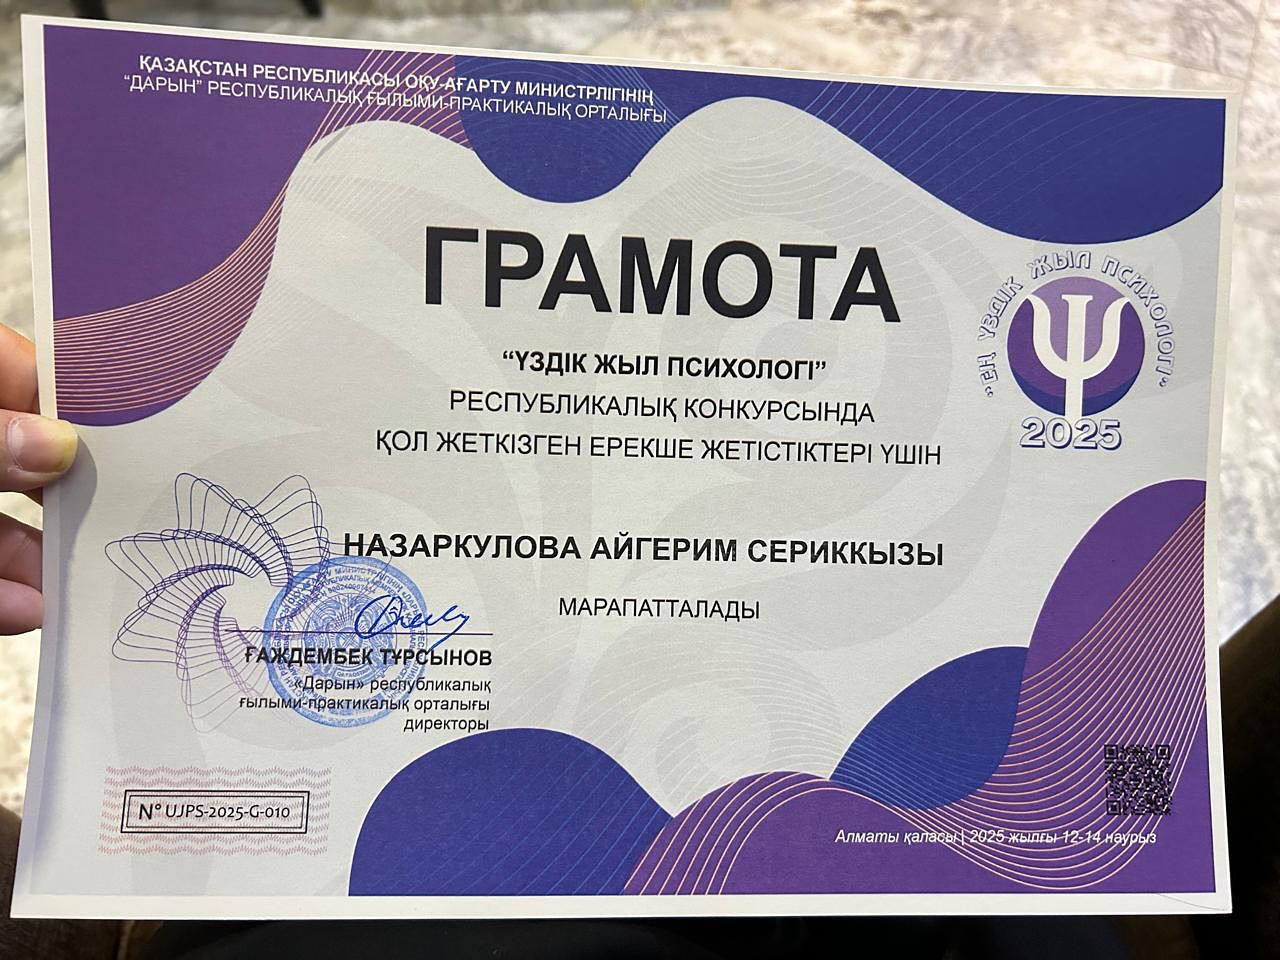 ҚАЗАҚСТАН РЕСПУБЛИКАСЫ ОҚУ-АҒАРТУ МИНИСТРЛІГІНІҢ
“ДАРЫН” РЕСПУБЛИКАЛЫҚ ҒЫЛЫМИ-ПРАКТИКАЛЫҚ ОРТАЛЫҒЫ
ГРАМОТА
“ЕҢ ҮЗДІК ЖЫЛ ПСИХОЛОГІ”
2025
“ҮЗДІК ЖЫЛ ПСИХОЛОГІ”
РЕСПУБЛИКАЛЫҚ КОНКУРСЫНДА
ҚОЛ ЖЕТКІЗГЕН ЕРЕКШЕ ЖЕТІСТІКТЕРІ ҮШІН
НАЗАРКУЛОВА АЙГЕРИМ СЕРИККЫЗЫ
МАРАПАТТАЛАДЫ
ҒАЖДЕМБЕК ТҰРСЫНОВ
«Дарын» республикалық
ғылыми-практикалық орталығы
директоры
N° UJPS-2025-G-010
Алматы қаласы | 2025 жылғы 12-14 наурыз